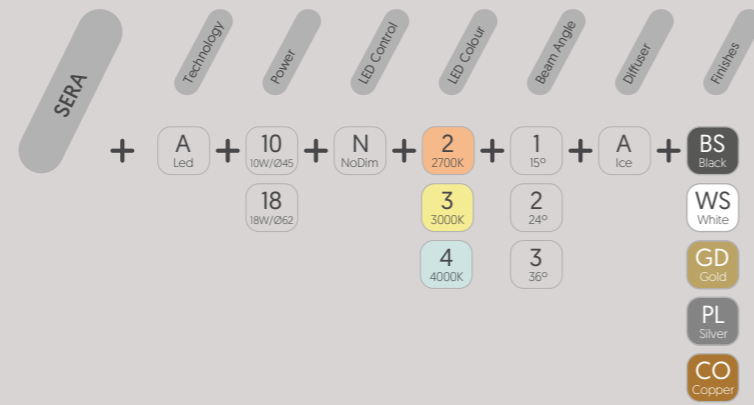 SERA
Technology
Power
LED Control
LED Colour
Beam Angle
Diffuser
Finishes
+ A + 10 + N + 2 + 1 + A + BS
Led 10W/Ø45 NoDim 2700K 15º Ice Black
18 3 2 WS
18W/Ø62 3000K 24º White
4 3 GD
4000K 36º Gold
PL
Silver
CO
Copper